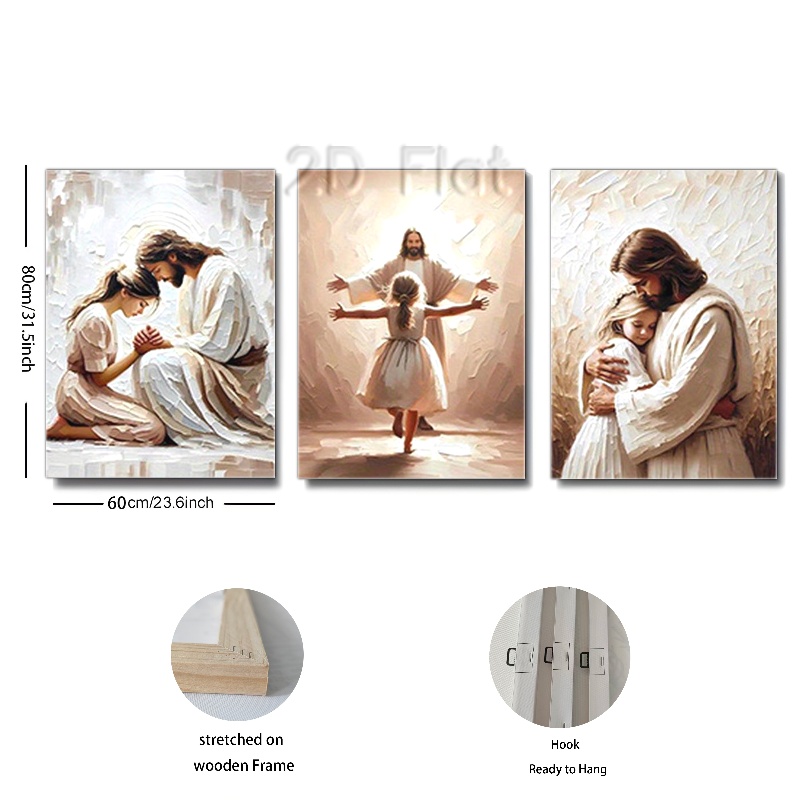 2D Flat
80cm/31.5inch
60cm/23.6inch
stretched on
wooden Frame
Hook
Ready to Hang